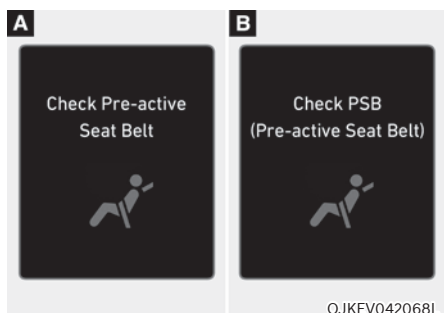 A
Check Pre-active
Seat Belt
B
Check PSB
(Pre-active Seat Belt)
OJKEV042068L